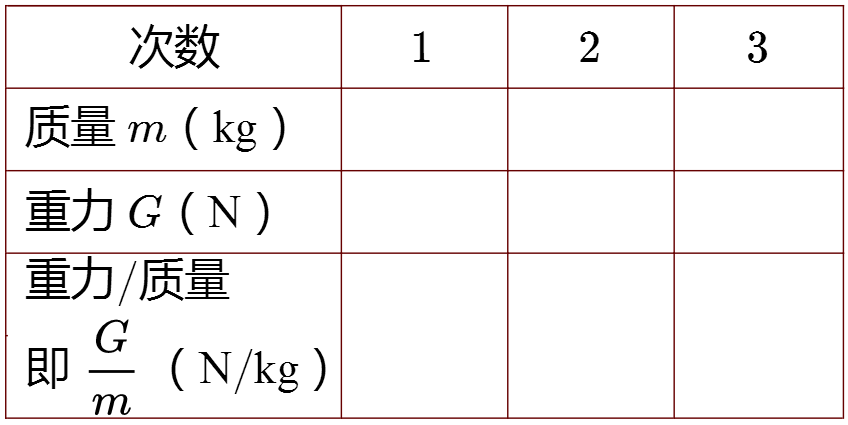 次数 1 2 3
质量 m（kg）
重力 G（N）
重力/质量
即 G/m （N/kg）